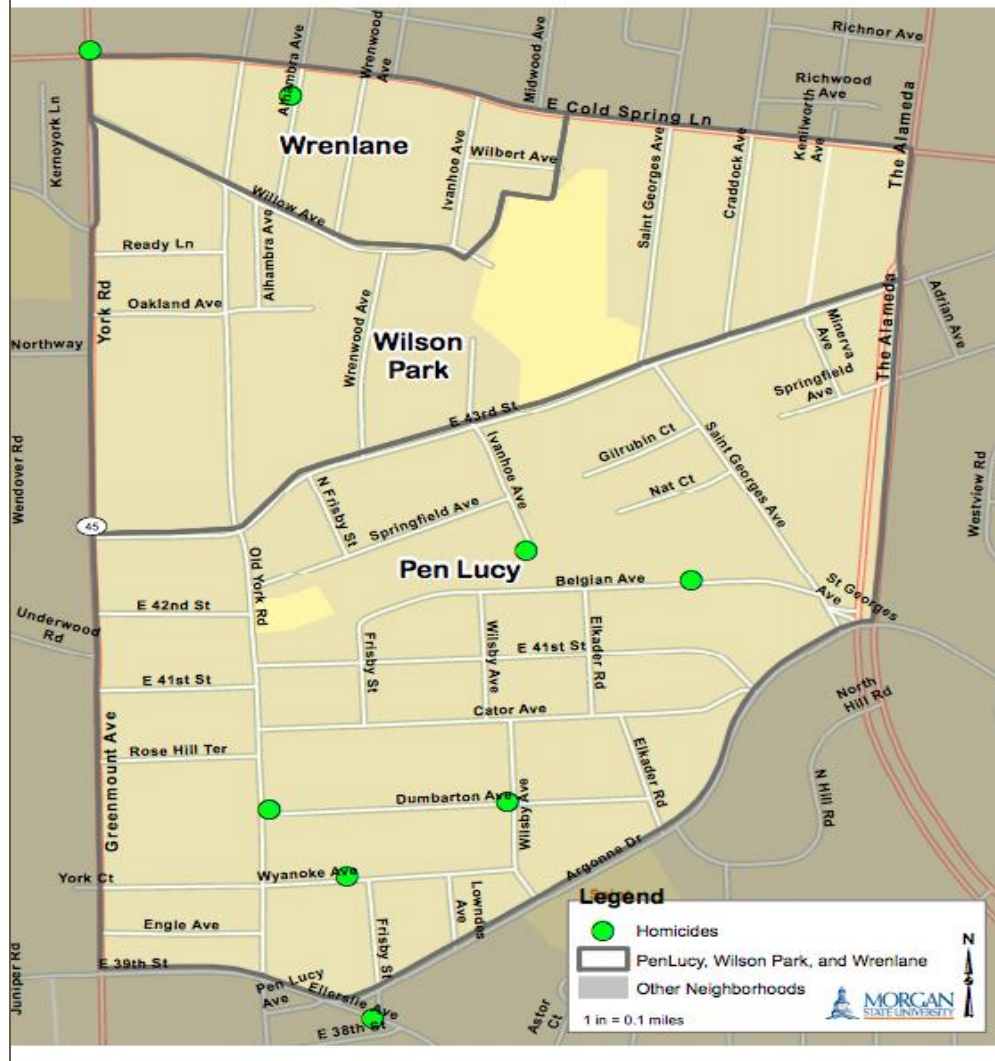 Richnor Ave
Alhambra Ave
Wrenwood
Ave
Midwood Ave
Richwood
Ave
Kenilworth
Ave
E Cold Spring Ln
The Alameda
Kernoyork Ln
Wrenlane
Ivanhoe Ave
Wilbert Ave
Saint Georges Ave
Craddock Ave
Willow Ave
Ready Ln
Alhambra Ave
York Rd
Oakland Ave
Adrian Ave
Northway
Wrenwood Ave
Wilson
Park
Minerva
Ave
The Alameda
Springfield
Ave
E 43rd St
Wendover Rd
Ivanhoe Ave
Gilrubin Ct
Saint Georges Ave
Westview Rd
N Frisby St
Nat Ct
Springfield Ave
45
Old York Rd
Pen Lucy
Belgian Ave
St Georges
Ave
E 42nd St
Underwood
Rd
Frisby St
Wilsby Ave
Elkader Rd
E 41st St
E 41st St
North
Hill Rd
Cator Ave
Greenmount Ave
Rose Hill Ter
Elkader Rd
N Hill Rd
Dumbarton Ave
Wilsby Ave
Argonne Dr
York Ct
Wyanoke Ave
Lowndes
Ave
Engle Ave
Frisby St
Juniper Rd
E 39th St
Pen Lucy
Ave
Ellerslie Ave
E 38th St
Astor
Ct
Legend
Homicides
PenLucy, Wilson Park, and Wrenlane
Other Neighborhoods
1 in = 0.1 miles
N
MORGAN
STATE UNIVERSITY